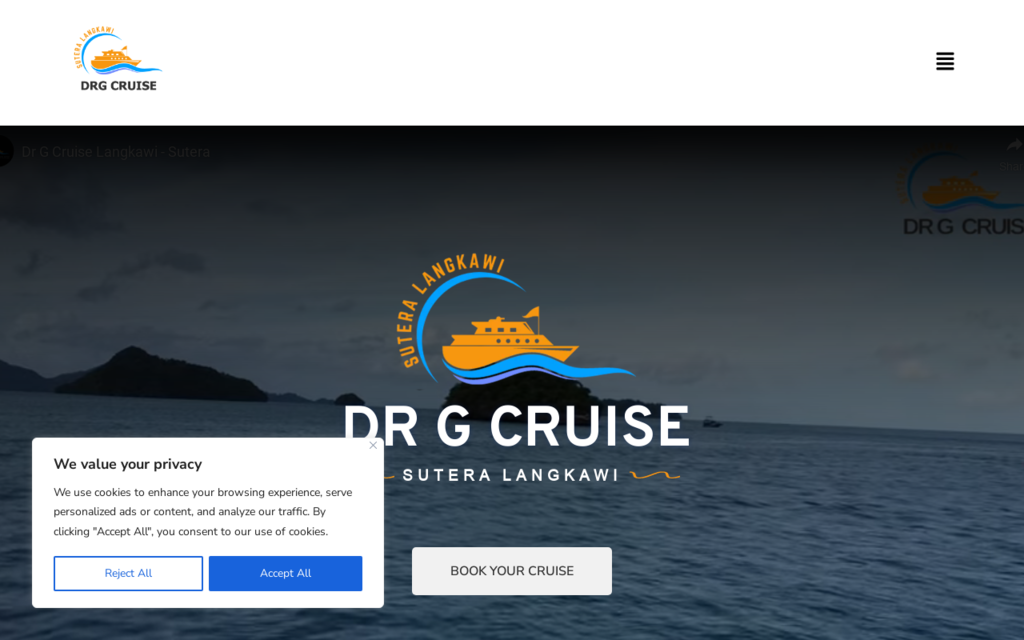 SUTERA LANGKAWI
DRG CRUISE
Dr G Cruise Langkawi - Sutera
DR G CRUIS
SUTERA LANGKAWI
DR G CRUISE
SUTERA LANGKAWI
We value your privacy
We use cookies to enhance your browsing experience, serve
personalized ads or content, and analyze our traffic. By
clicking "Accept All", you consent to our use of cookies.
Reject All
Accept All
BOOK YOUR CRUISE